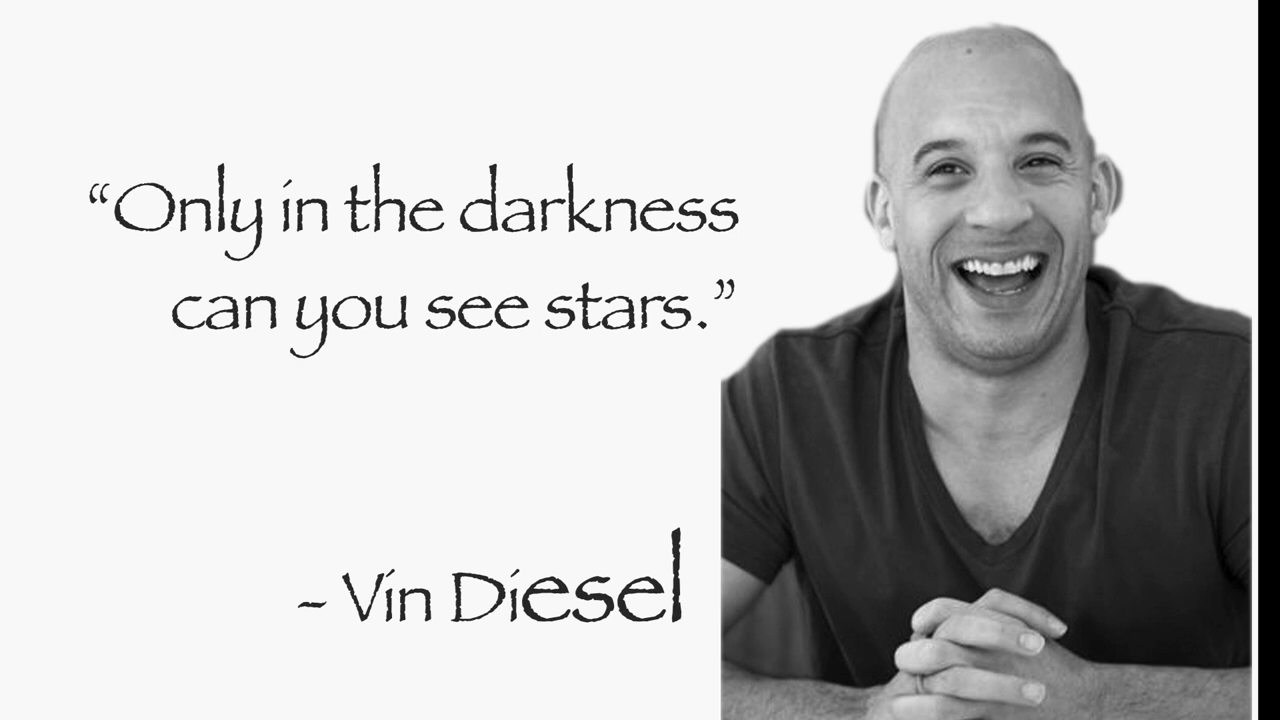 “Only in the darkness
can you see stars.”
– Vin Diesel